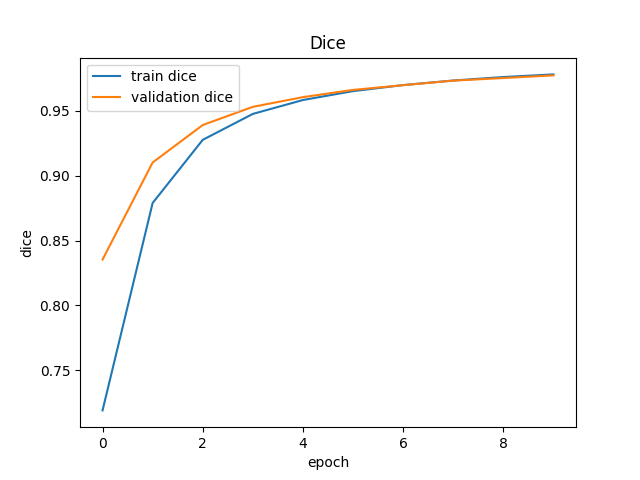 Dice
train dice
validation dice
0.95
0.90
0.85
0.80
0.75
dice
0 2 4 6 8
epoch